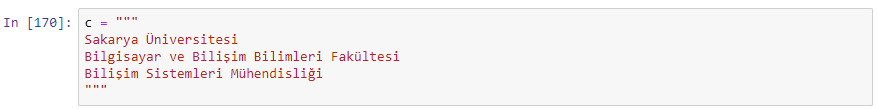 In [170]: c = """
Sakarya Üniversitesi
Bilgisayar ve Bilişim Bilimleri Fakültesi
Bilişim Sistemleri Mühendisliği
"""